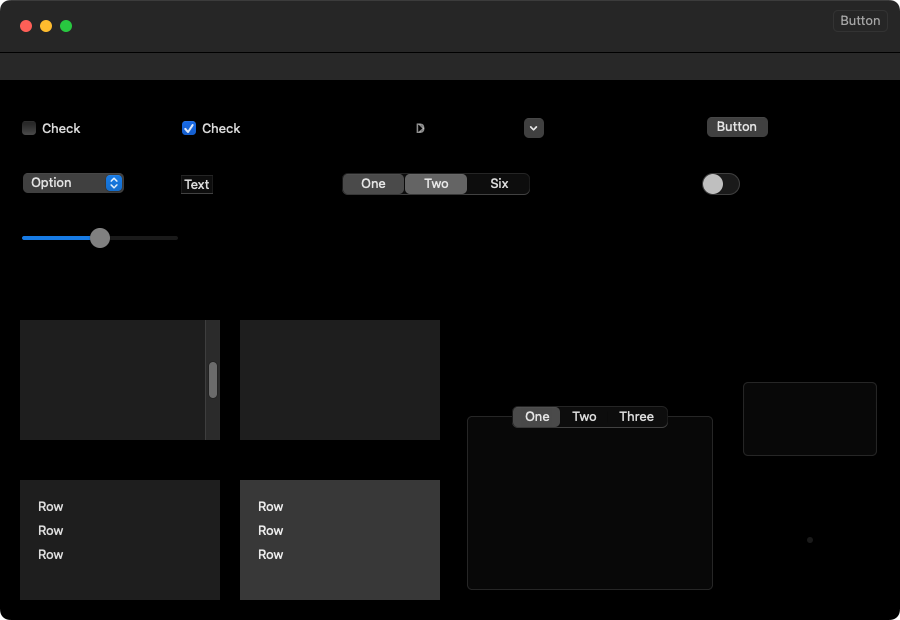 Button
Check
Check
D
Button
Option
Text
One Two Six
One Two Three
Row
Row
Row
Row
Row
Row